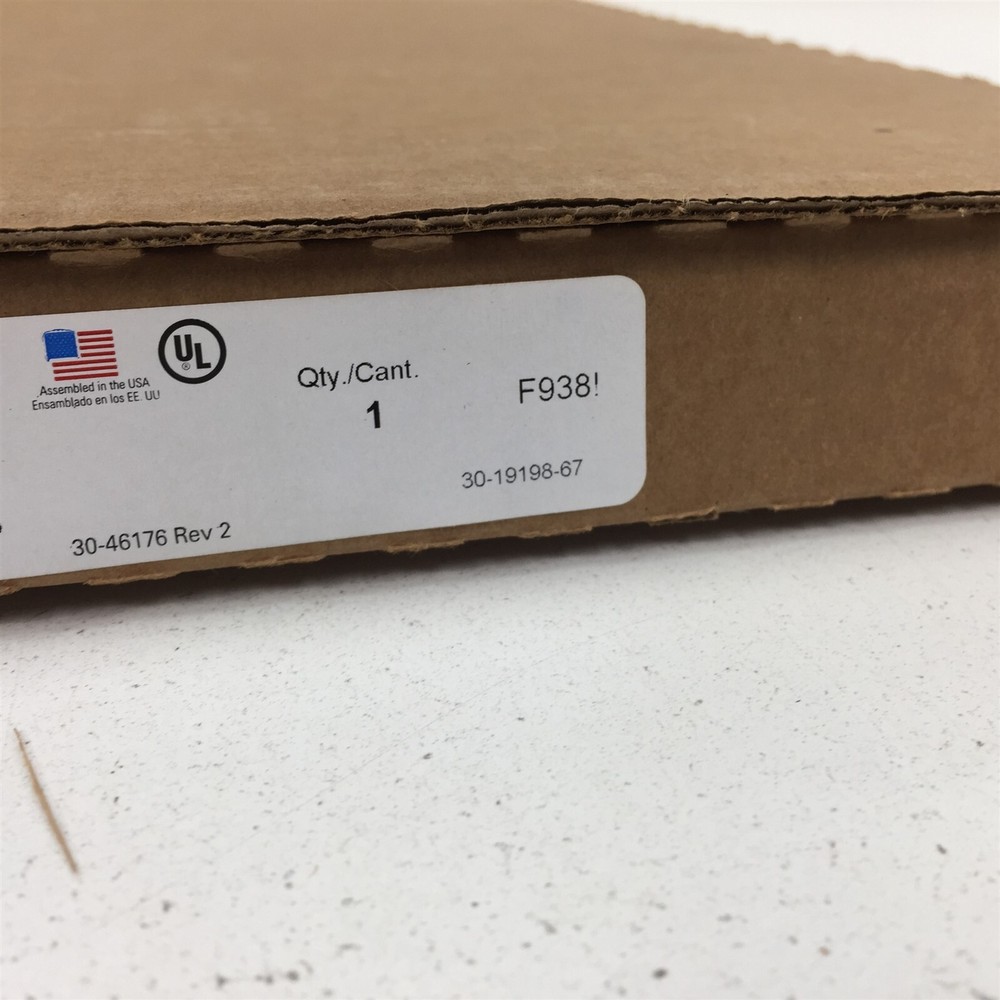 Assembled in the USA
Ensamblado en los EE. UU
UL
®
Qty./Cant.
1
F938!
30-19198-67
30-46176 Rev 2